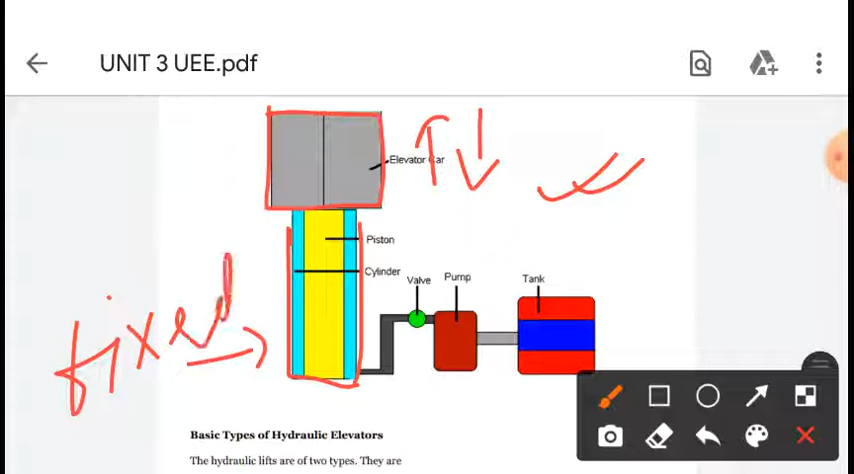 UNIT 3 UEE.pdf
Elevator Car
Piston
Cylinder
Valve
Pump
Tank
fixed
Basic Types of Hydraulic Elevators
The hydraulic lifts are of two types. They are